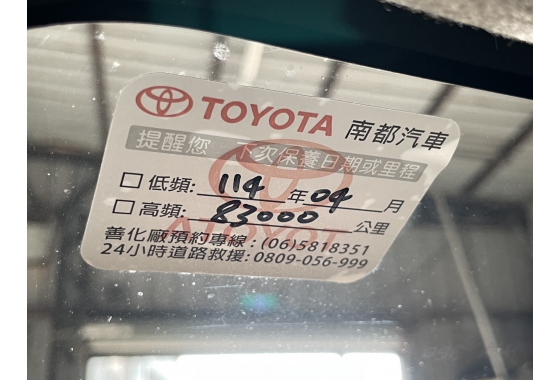 TOYOTA 南都汽車
提醒您 下次保養日期或里程
□ 低頻: 114 年 04 月
□ 高頻: 83000 公里
善化廠預約專線: (06)5818351
24小時道路救援: 0809-056-999
TOYOTA